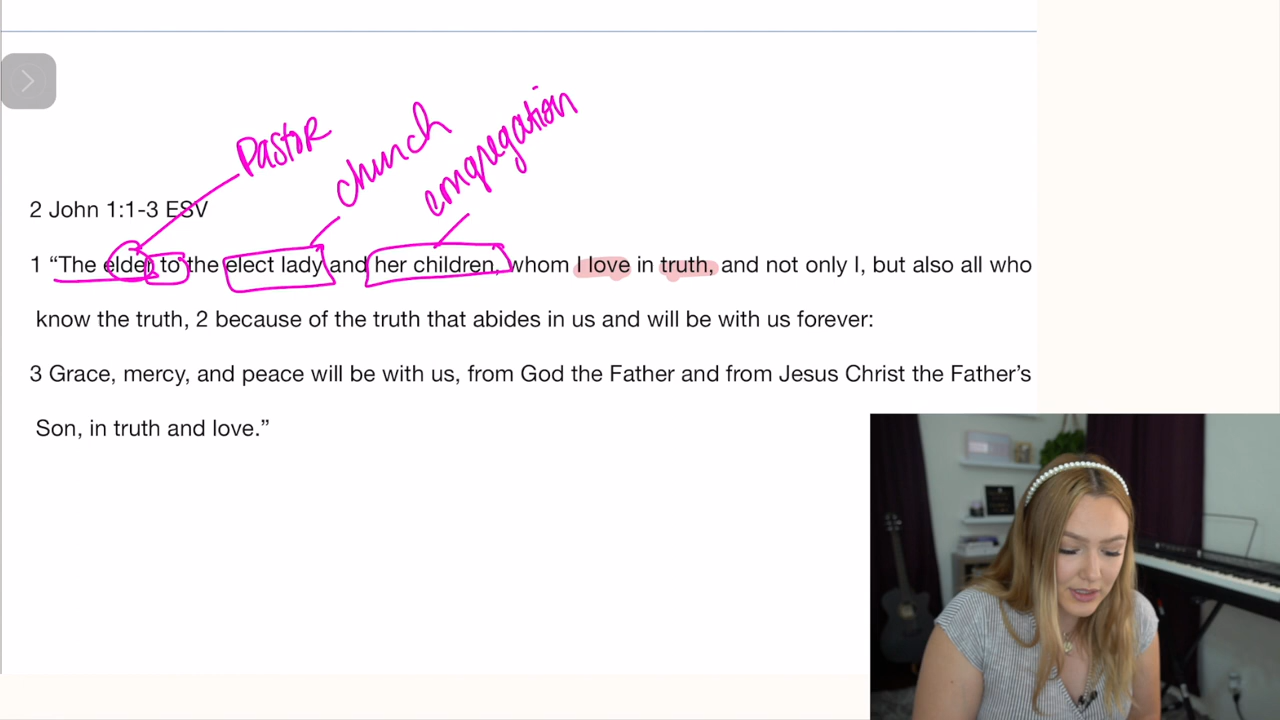 Pastor
church
congregation
2 John 1:1-3 ESV
1 “The elder to the elect lady and her children, whom I love in truth, and not only I, but also all who
know the truth, 2 because of the truth that abides in us and will be with us forever:
3 Grace, mercy, and peace will be with us, from God the Father and from Jesus Christ the Father’s
Son, in truth and love.”